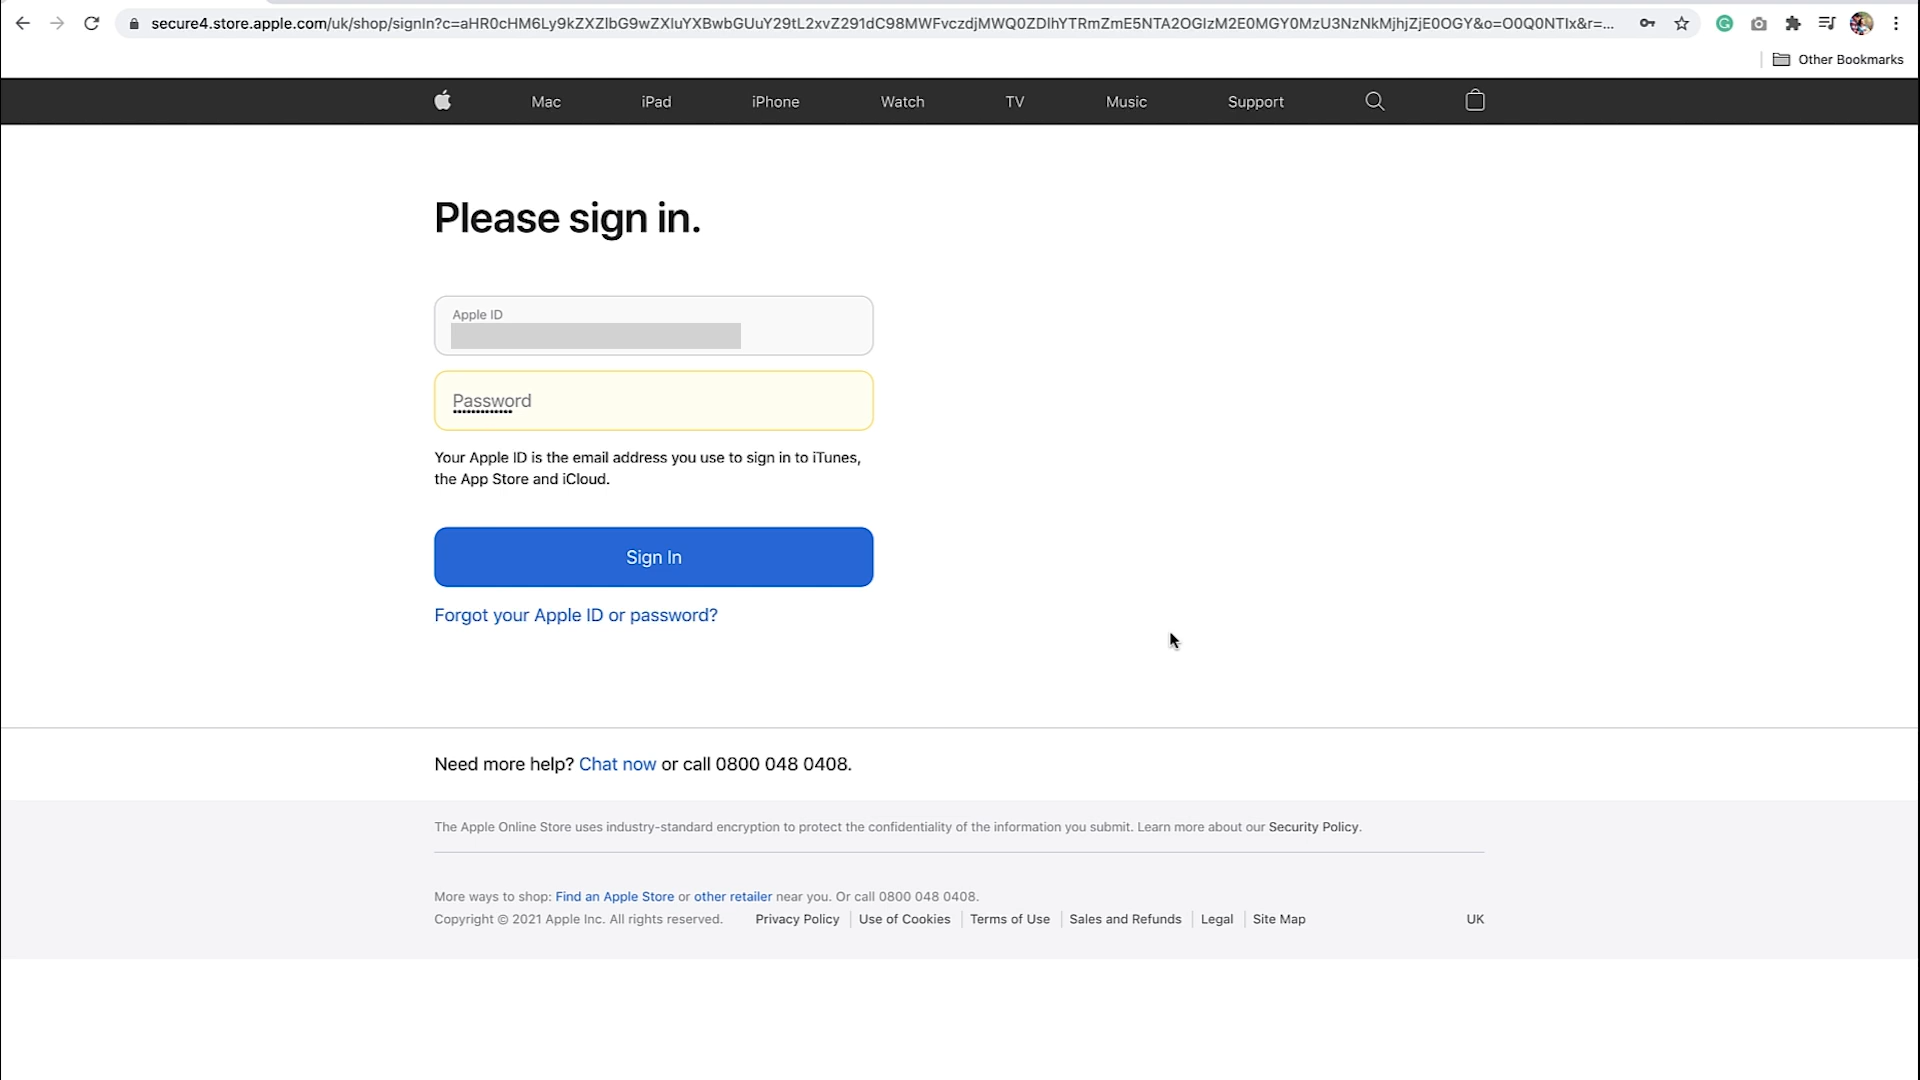 secure4.store.apple.com/uk/shop/signIn?c=aHR0cHM6Ly9kZXZlbG9wZXIuYXBwbGUuY29tL2xvZ291dC98MWFvczdjMWQ0ZDlhYTRmZmE5NTA2OGIzM2E0MGY0MzU3NzNkMjhjZjE0OGY&o=O0Q0NTIx&r=...
Other Bookmarks
Mac iPad iPhone Watch TV Music Support
Please sign in.
Apple ID
Password
Your Apple ID is the email address you use to sign in to iTunes,
the App Store and iCloud.
Sign In
Forgot your Apple ID or password?
Need more help? Chat now or call 0800 048 0408.
The Apple Online Store uses industry-standard encryption to protect the confidentiality of the information you submit. Learn more about our Security Policy.
More ways to shop: Find an Apple Store or other retailer near you. Or call 0800 048 0408.
Copyright © 2021 Apple Inc. All rights reserved. Privacy Policy Use of Cookies Terms of Use Sales and Refunds Legal Site Map UK